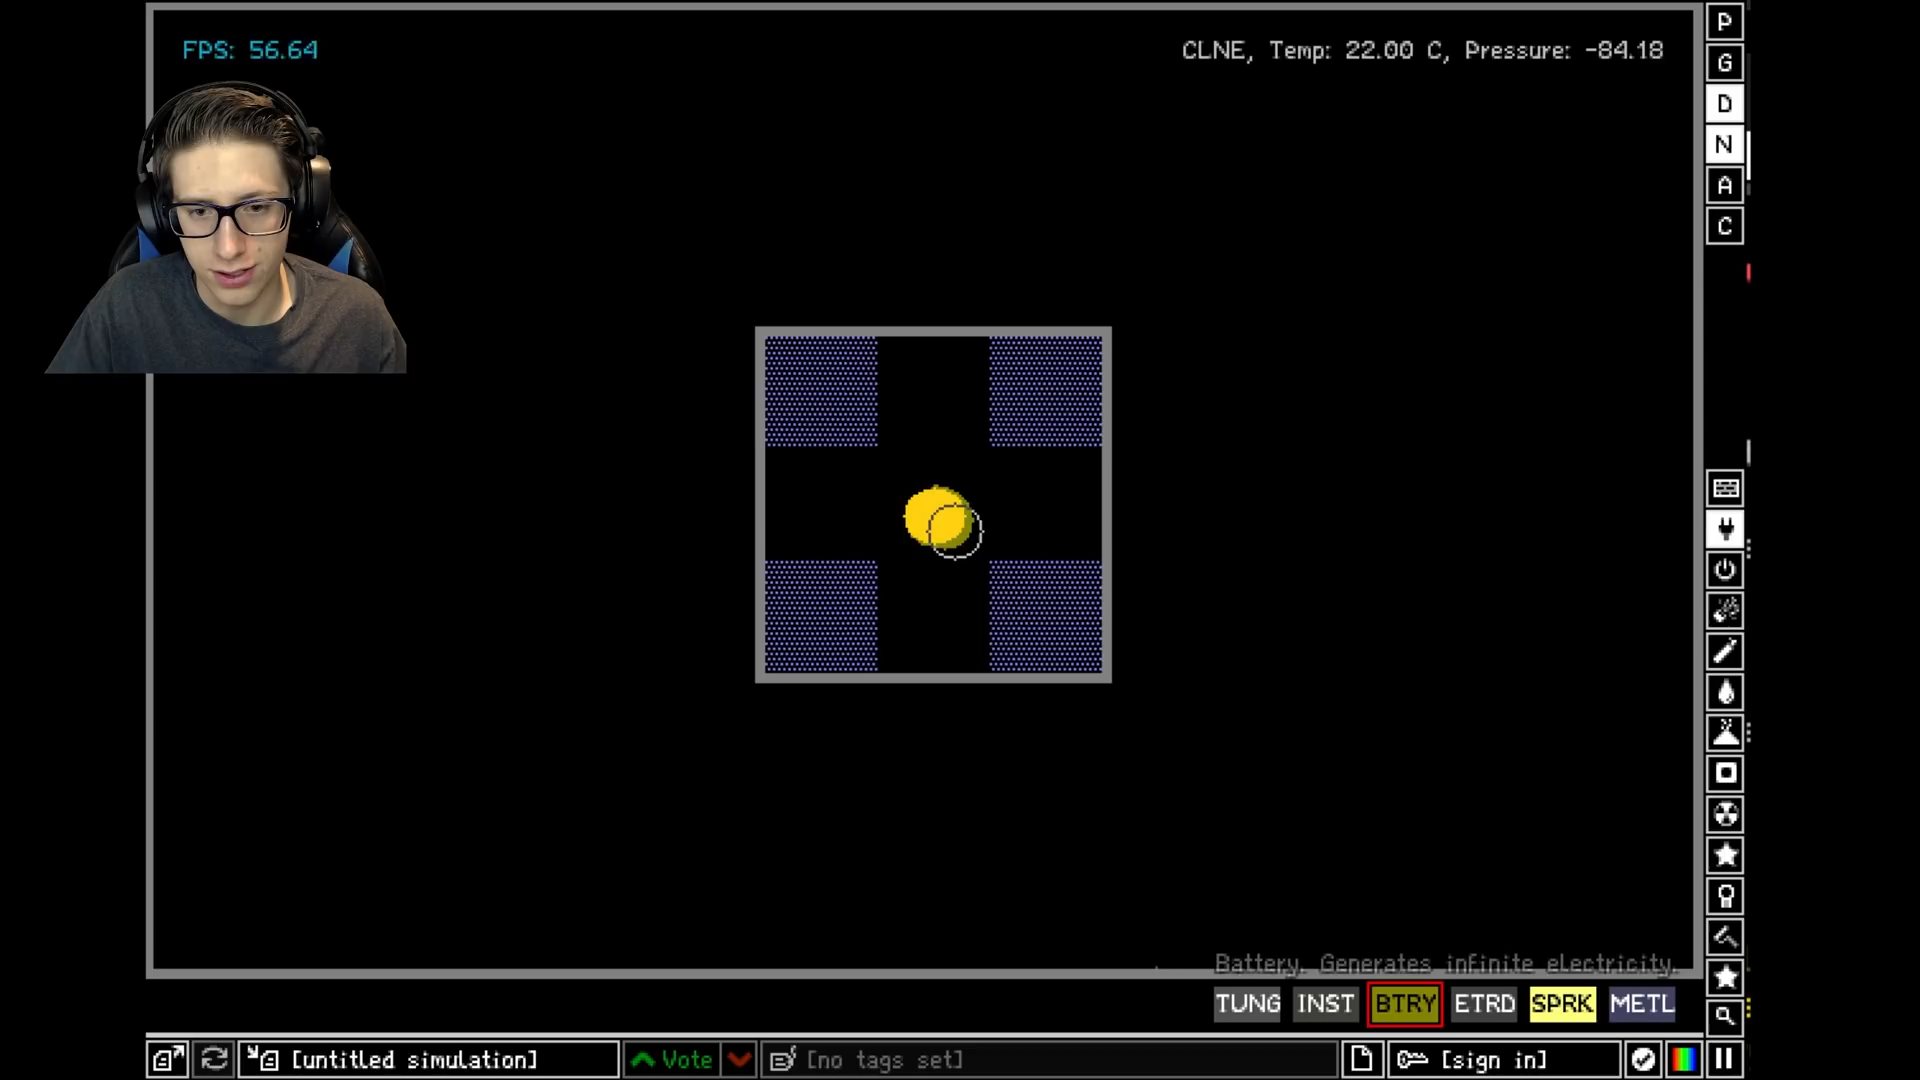 FPS: 56.64
CLNE, Temp: 22.00 C, Pressure: -84.18
P
G
D
N
A
C
Battery. Generates infinite electricity.
TUNG INST BTRY ETRD SPRK METL
[untitled simulation] Vote [no tags set] [sign in]